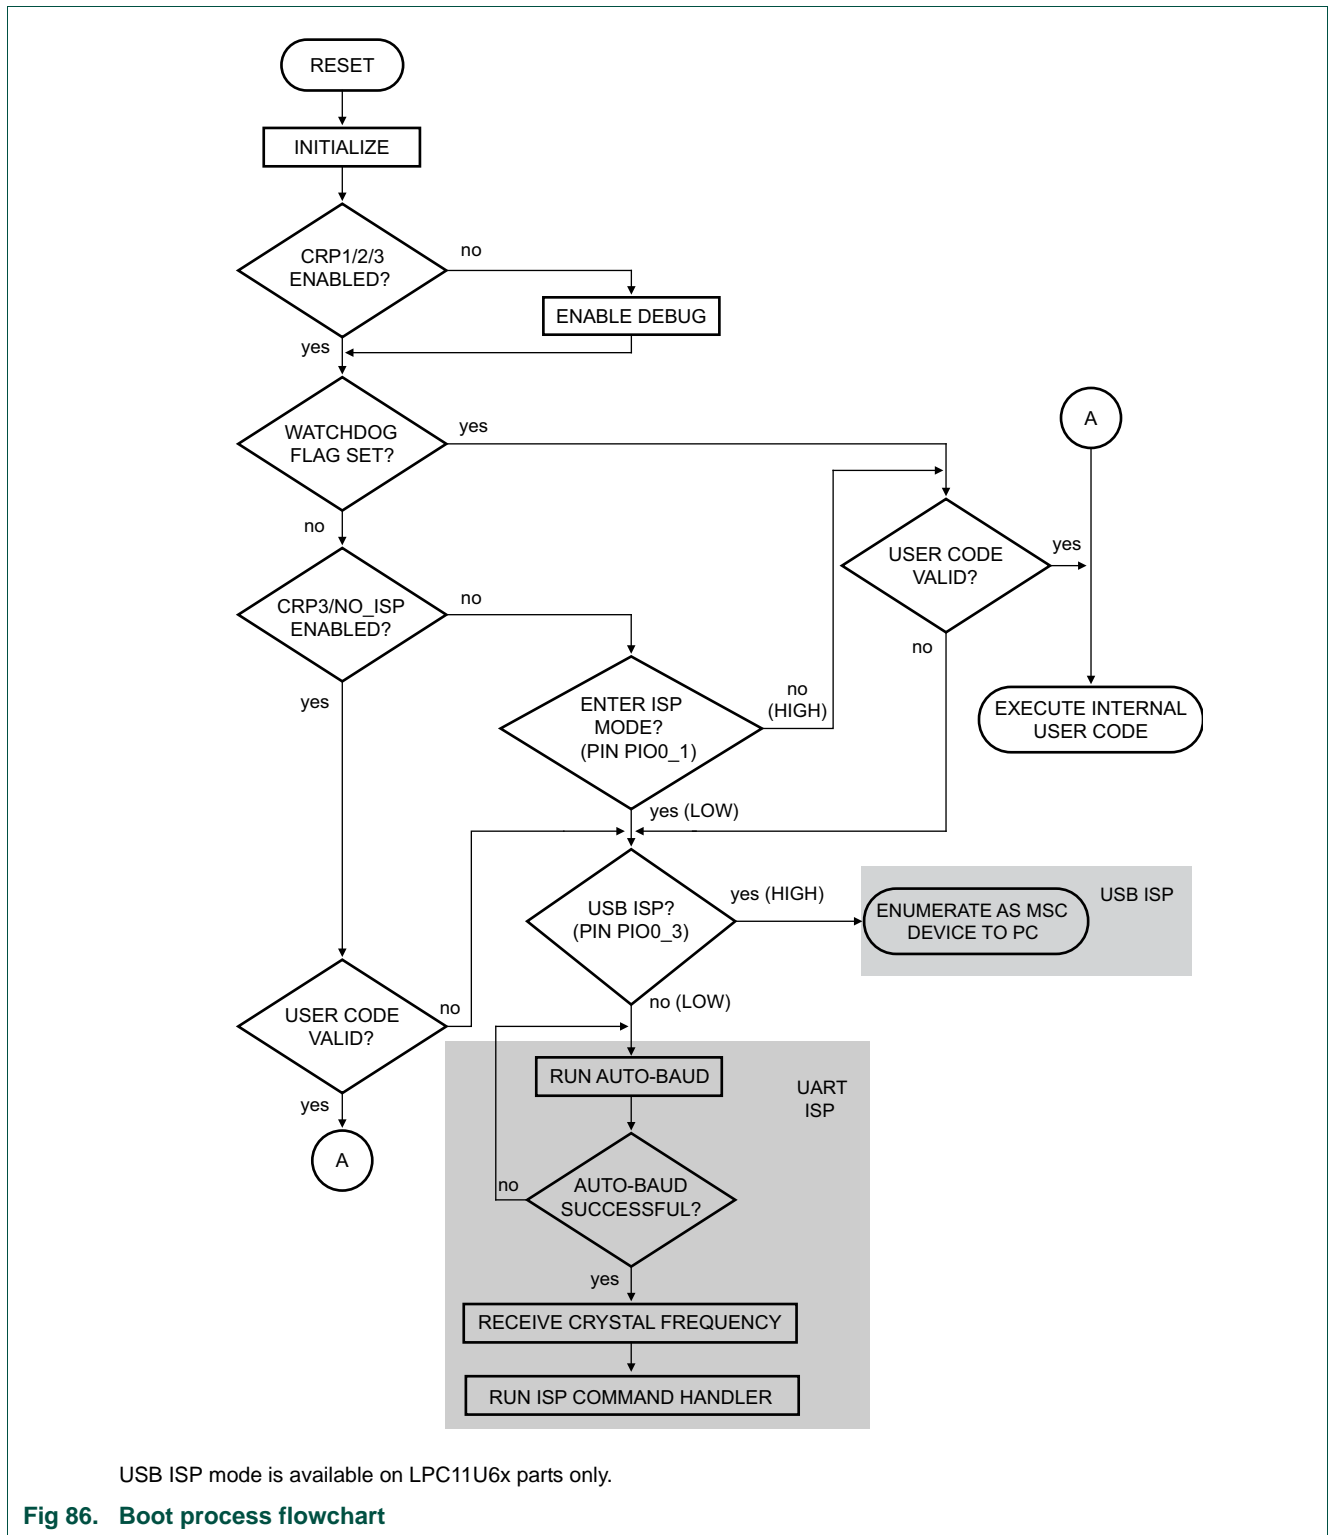 RESET
INITIALIZE
CRP1/2/3
ENABLED?
no
ENABLE DEBUG
yes
WATCHDOG
FLAG SET?
yes
A
no
USER CODE
VALID?
yes
no
CRP3/NO_ISP
ENABLED?
no
yes
ENTER ISP
MODE?
(PIN PIO0_1)
no
(HIGH)
EXECUTE INTERNAL
USER CODE
yes (LOW)
USB ISP?
(PIN PIO0_3)
yes (HIGH)
USB ISP
ENUMERATE AS MSC
DEVICE TO PC
no (LOW)
USER CODE
VALID?
no
yes
A
RUN AUTO-BAUD
UART
ISP
AUTO-BAUD
SUCCESSFUL?
no
yes
RECEIVE CRYSTAL FREQUENCY
RUN ISP COMMAND HANDLER
USB ISP mode is available on LPC11U6x parts only.
Fig 86. Boot process flowchart